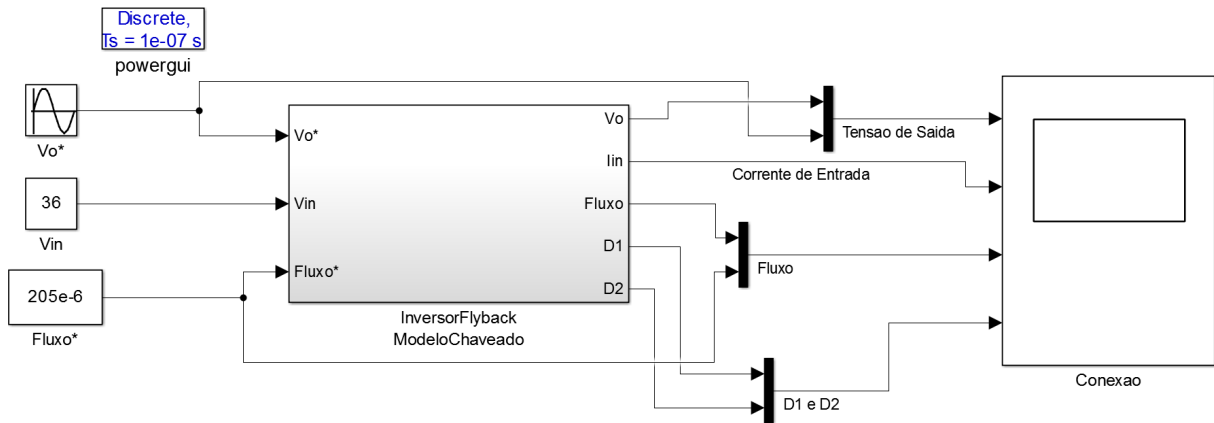 Discrete,
Ts = 1e-07 s
powergui
Vo*
36
Vin
205e-6
Fluxo*
Vo*
Vin
Fluxo*
Vo
Iin
Fluxo
D1
D2
InversorFlyback
ModeloChaveado
Tensao de Saida
Corrente de Entrada
Fluxo
D1 e D2
Conexao